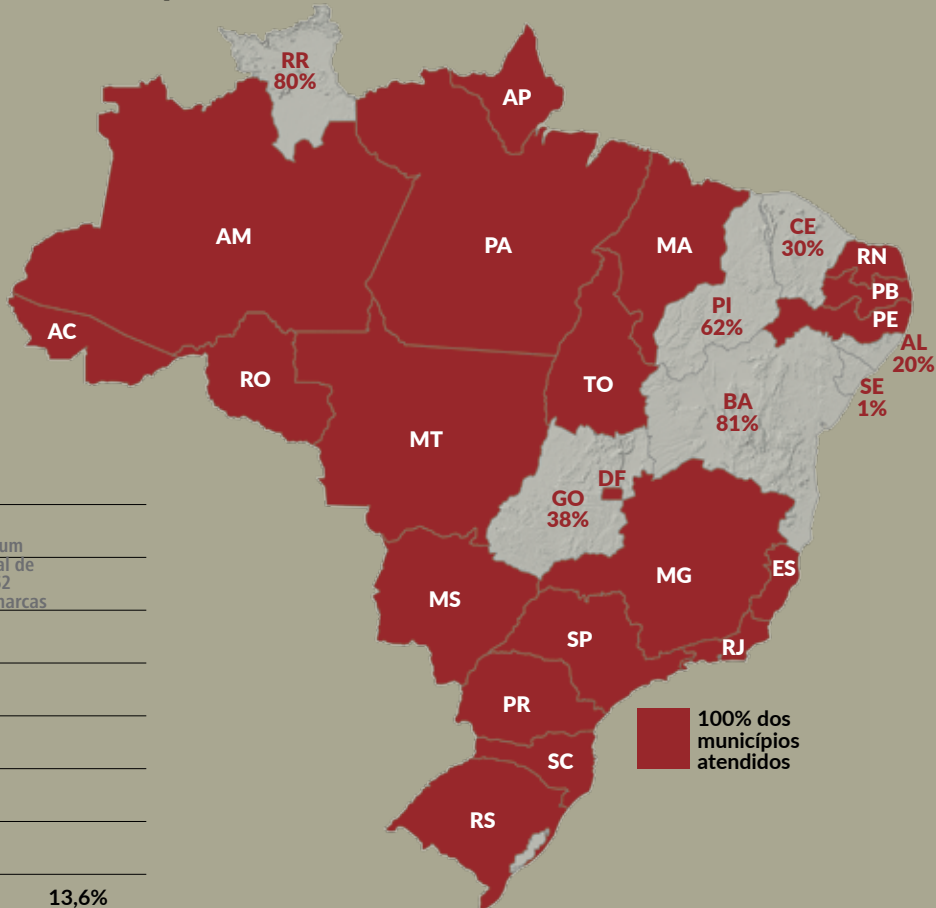 RR
80%
AP
AM
PA
MA
CE
30%
RN
PB
PE
PI
62%
AL
20%
SE
1%
AC
RO
TO
BA
81%
MT
DF
GO
38%
MG
ES
MS
SP
RJ
PR
SC
RS
100% dos
municípios
atendidos
um
de
13,6%